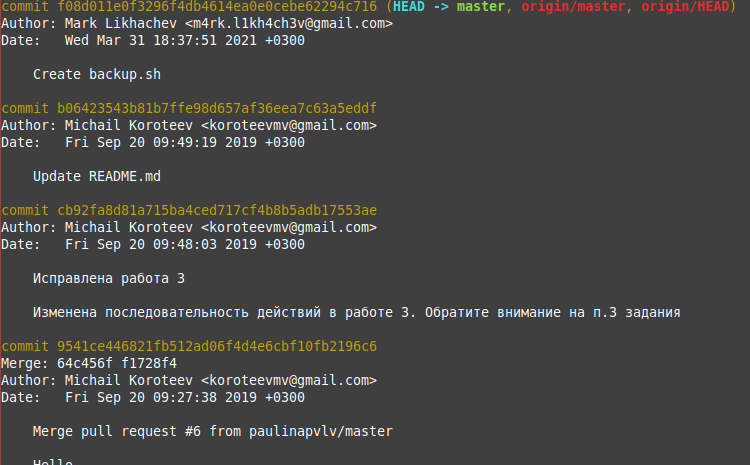 commit f08d011e0f3296f4db4614ea0e0cebe62294c716 (HEAD -> master, origin/master, origin/HEAD)
Author: Mark Likhachev <m4rk.l1kh4ch3v@gmail.com>
Date:   Wed Mar 31 18:37:51 2021 +0300
Create backup.sh
commit b06423543b81b7ffe98d657af36eea7c63a5eddf
Author: Michail Koroteev <koroteevmv@gmail.com>
Date:   Fri Sep 20 09:49:19 2019 +0300
Update README.md
commit cb92fa8d81a715ba4ced717cf4b8b5adb17553ae
Author: Michail Koroteev <koroteevmv@gmail.com>
Date:   Fri Sep 20 09:48:03 2019 +0300
Исправлена работа 3
Изменена последовательность действий в работе 3. Обратите внимание на п.3 задания
commit 9541ce446821fb512ad06f4d4e6cbf10fb2196c6
Merge: 64c456f f1728f4
Author: Michail Koroteev <koroteevmv@gmail.com>
Date:   Fri Sep 20 09:27:38 2019 +0300
Merge pull request #6 from paulinapvlv/master
Hello